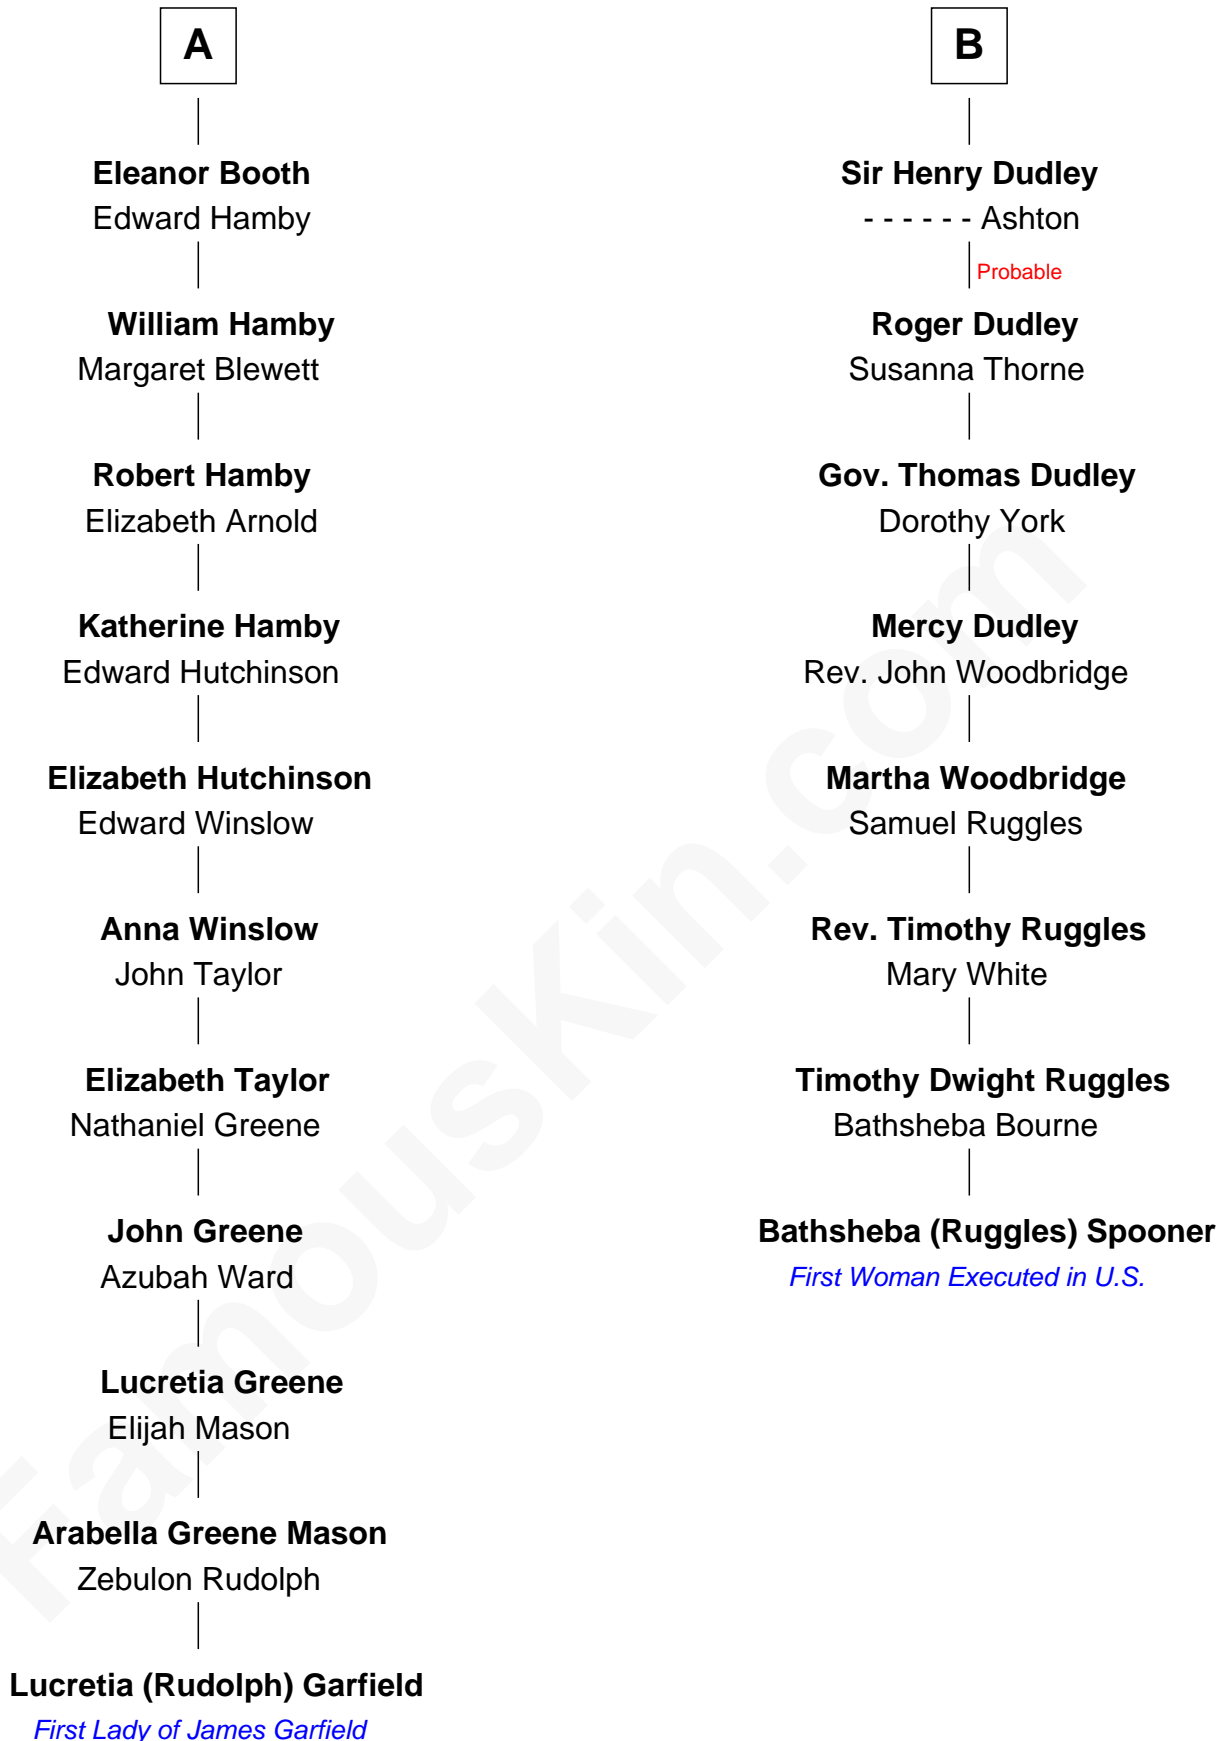 A
Eleanor Booth
Edward Hamby
William Hamby
Margaret Blewett
Robert Hamby
Elizabeth Arnold
Katherine Hamby
Edward Hutchinson
Elizabeth Hutchinson
Edward Winslow
Anna Winslow
John Taylor
Elizabeth Taylor
Nathaniel Greene
John Greene
Azubah Ward
Lucretia Greene
Elijah Mason
Arabella Greene Mason
Zebulon Rudolph
Lucretia (Rudolph) Garfield
First Lady of James Garfield
B
Sir Henry Dudley
- - - - - - Ashton
Probable
Roger Dudley
Susanna Thorne
Gov. Thomas Dudley
Dorothy York
Mercy Dudley
Rev. John Woodbridge
Martha Woodbridge
Samuel Ruggles
Rev. Timothy Ruggles
Mary White
Timothy Dwight Ruggles
Bathsheba Bourne
Bathsheba (Ruggles) Spooner
First Woman Executed in U.S.
FamousKin.com